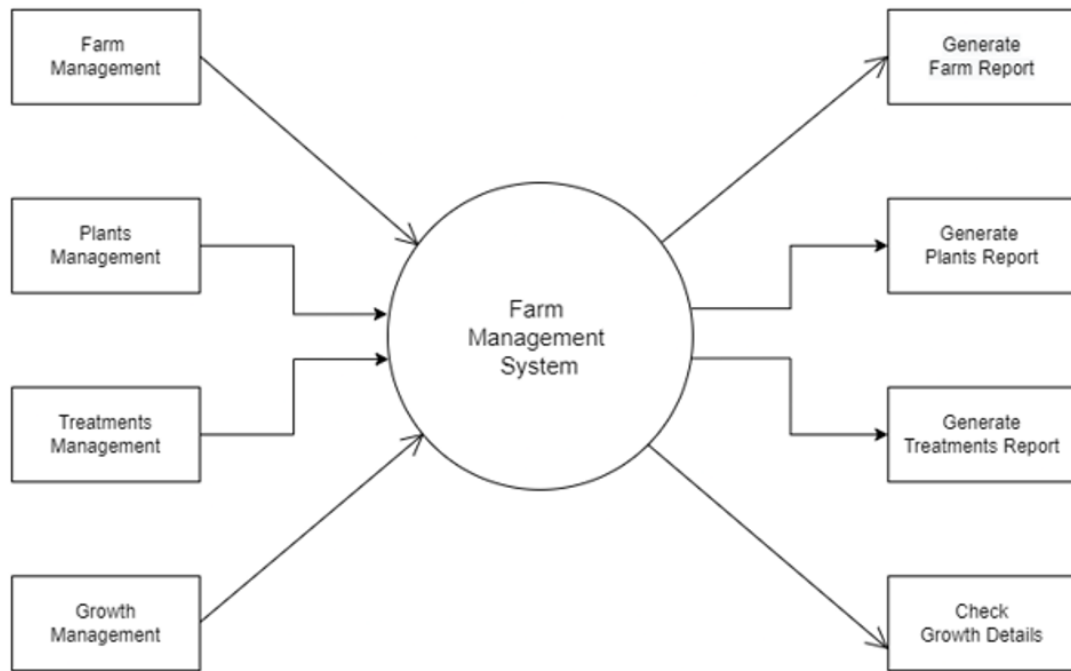 Farm
Management
Plants
Management
Treatments
Management
Growth
Management
Farm
Management
System
Generate
Farm Report
Generate
Plants Report
Generate
Treatments Report
Check
Growth Details